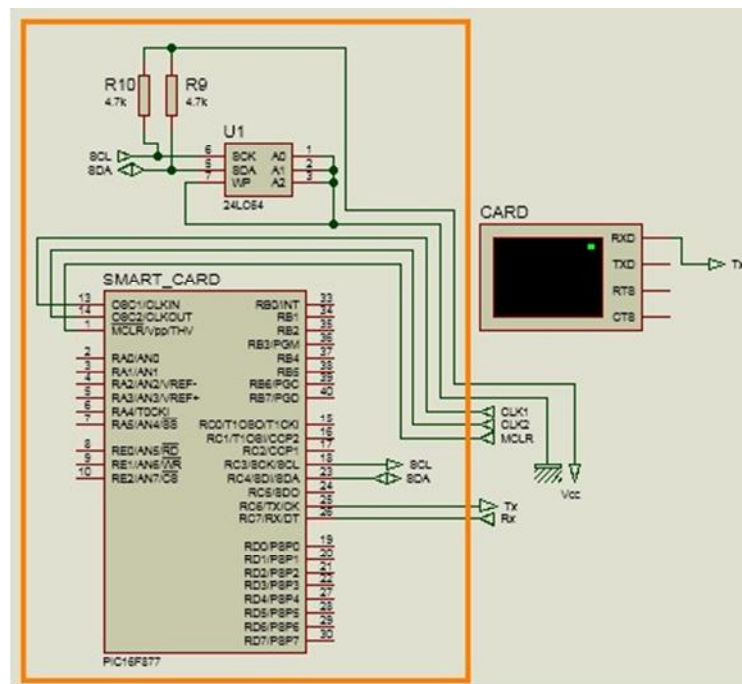 R10
4.7k
R9
4.7k
U1
SCL
SDA
6
5
7
SCK
SDA
WP
A0
A1
A2
1
2
3
24LC64
CARD
RXD
TXD
RTS
CTS
Tx
SMART_CARD
13
14
1
OSC1/CLKIN
OSC2/CLKOUT
MCLR/Vpp/THV
2
3
4
5
6
7
RA0/AN0
RA1/AN1
RA2/AN2/VREF-
RA3/AN3/VREF+
RA4/T0CKI
RA5/AN4/SS
8
9
10
RE0/AN5/RD
RE1/AN6/WR
RE2/AN7/CS
RB0/INT
RB1
RB2
RB3/PGM
RB4
RB5
RB6/PGC
RB7/PGD
33
34
35
36
37
38
39
40
RC0/T1OSO/T1CKI
RC1/T1OSI/CCP2
RC2/CCP1
RC3/SCK/SCL
RC4/SDI/SDA
RC5/SDO
RC6/TX/CK
RC7/RX/DT
15
16
17
18
23
24
25
26
SCL
SDA
Tx
Rx
RD0/PSP0
RD1/PSP1
RD2/PSP2
RD3/PSP3
RD4/PSP4
RD5/PSP5
RD6/PSP6
RD7/PSP7
19
20
21
22
27
28
29
30
CLK1
CLK2
MCLR
Vcc
PIC16F877